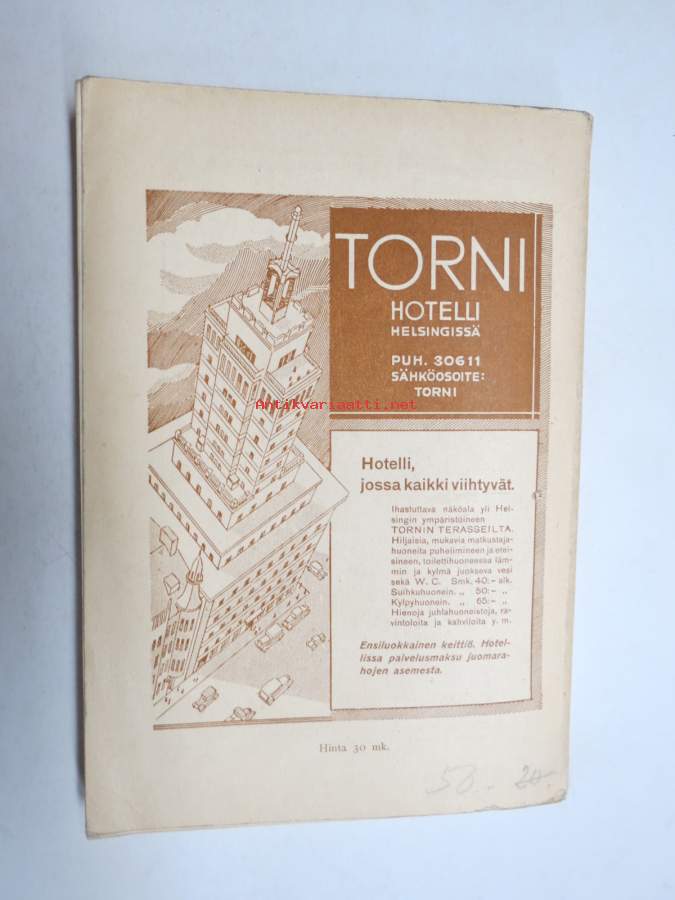 TORNI
HOTELLI
HELSINGISSÄ
PUH. 30611
SÄHKÖOSOITE:
TORNI
Antikvariaatti.net
Hotelli,
jossa kaikki viihtyvät.
Ihastuttava näköala yli Hel-
singin ympäristöineen
TORNIN TERASSEILTA.
Hiljaisia, mukavia matkustaja-
huoneita puhelimineen ja etei-
sineen, toilettihuoneessa läm-
min ja kylmä juokseva vesi
sekä W. C. Smk. 40:– alk.
Suihkuhuonein. „ 50:– „
Kylpyhuonein. „ 65:– „
Hienoja juhlahuoneistoja, ra-
vintoloita ja kahviloita y. m.
Ensiluokkainen keittiö. Hotel-
lissa palvelusmaksu juomara-
hojen asemesta.
Hinta 30 mk.
50.- 20.-